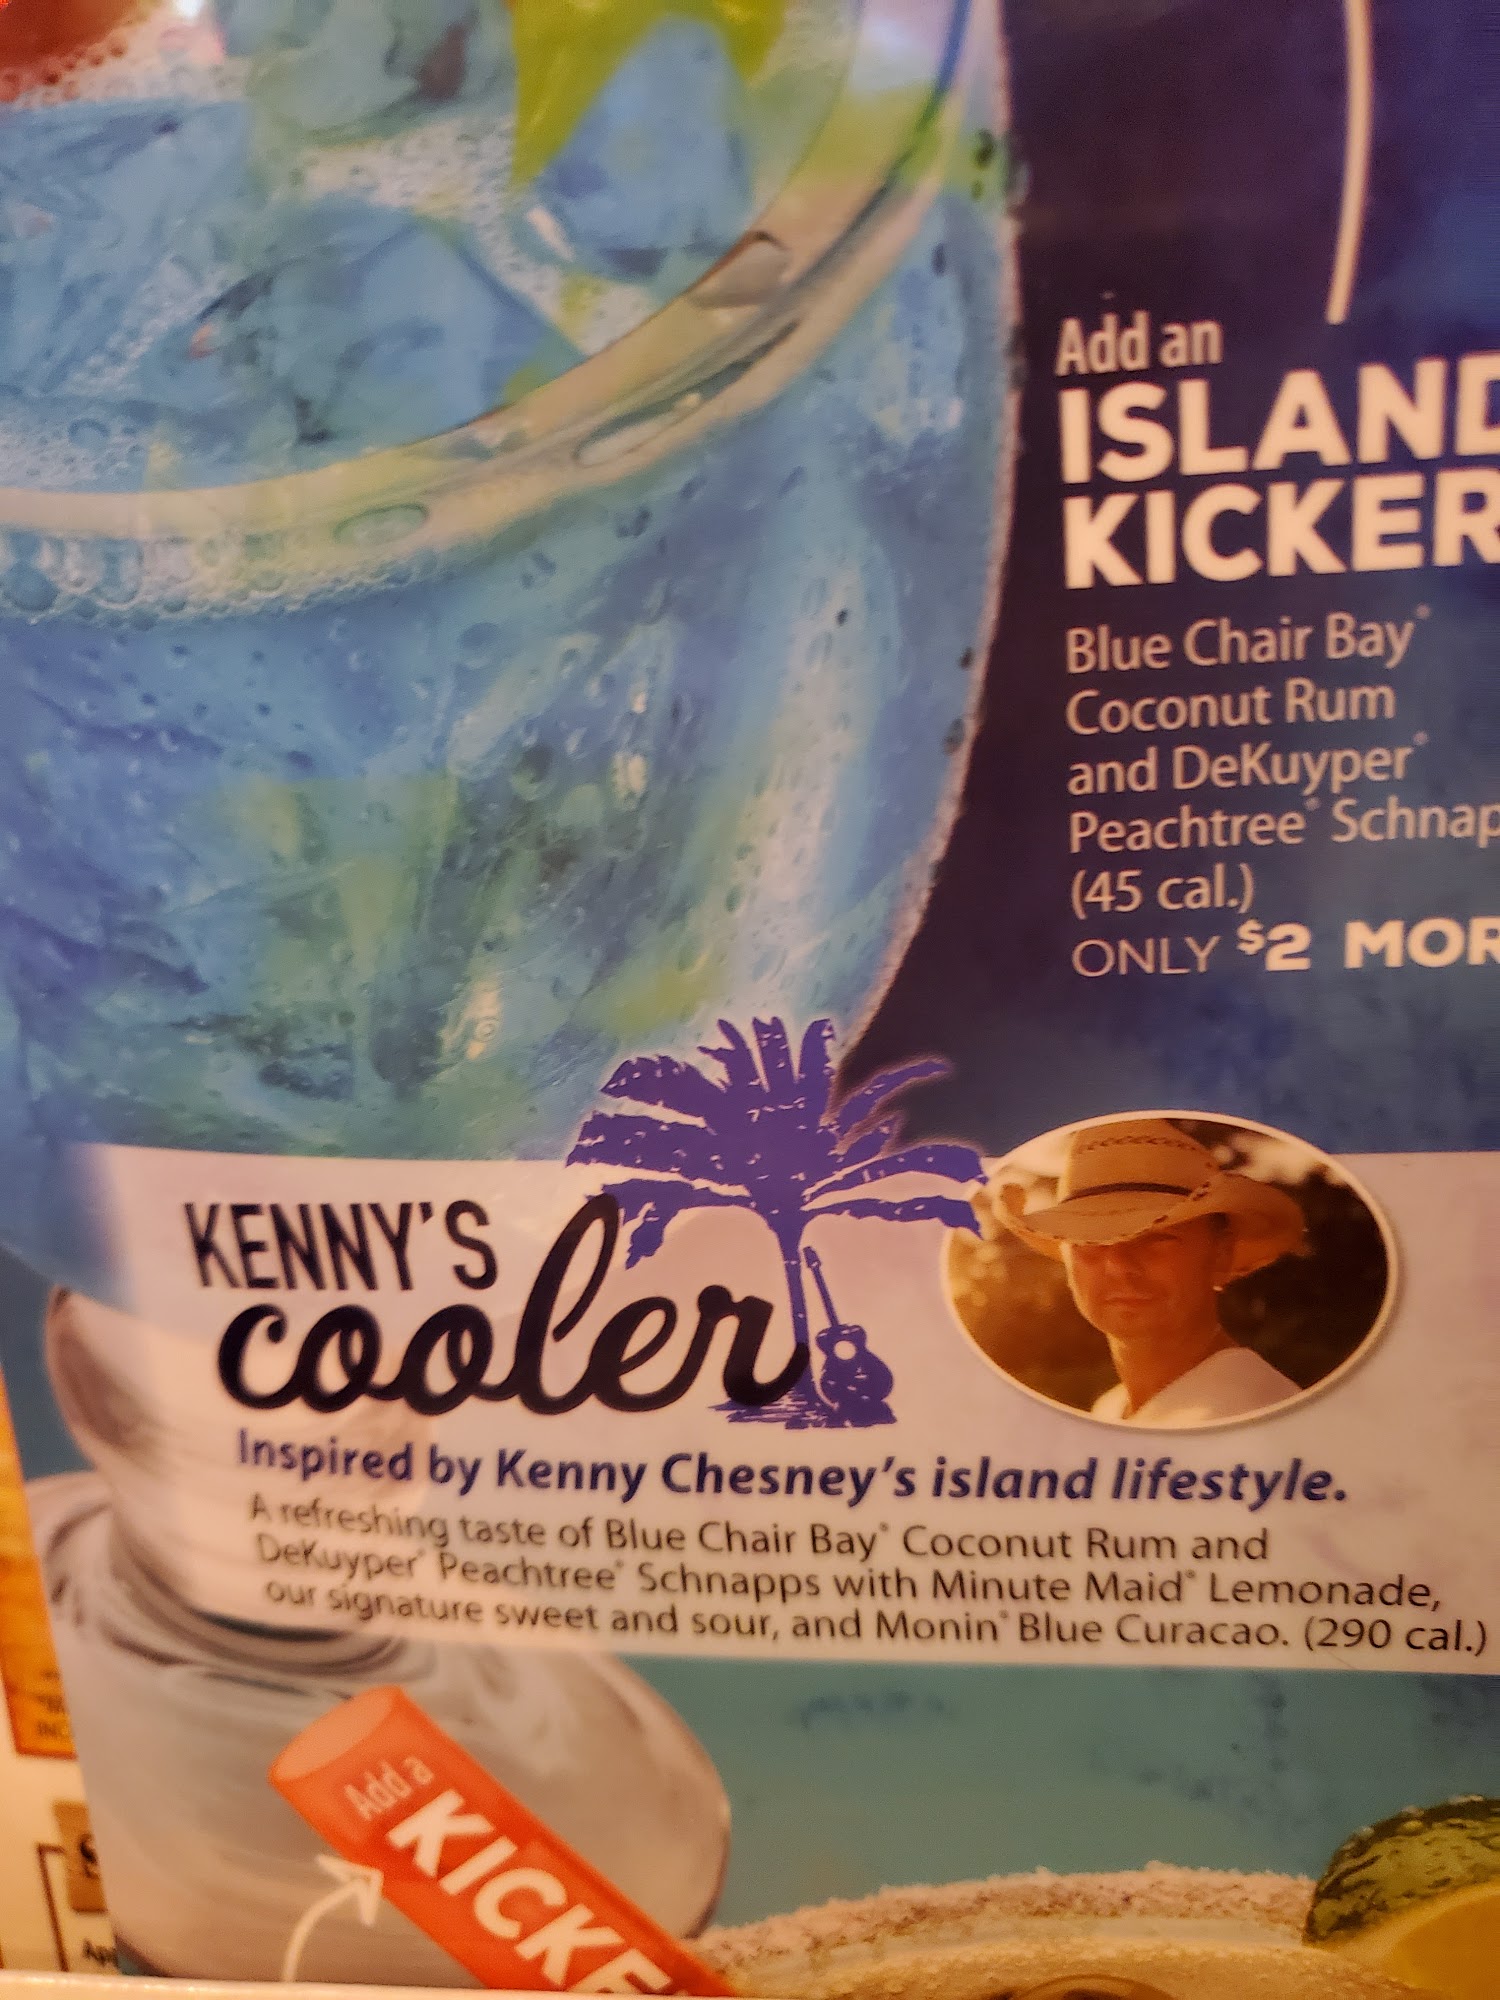 Add an
ISLAND
KICKER
Blue Chair Bay®
Coconut Rum
and DeKuyper®
Peachtree® Schnap
(45 cal.)
ONLY $2 MOR
KENNY'S
cooler
Inspired by Kenny Chesney's island lifestyle.
A refreshing taste of Blue Chair Bay® Coconut Rum and
DeKuyper® Peachtree® Schnapps with Minute Maid® Lemonade,
our signature sweet and sour, and Monin® Blue Curacao. (290 cal.)
Add a
KICKE